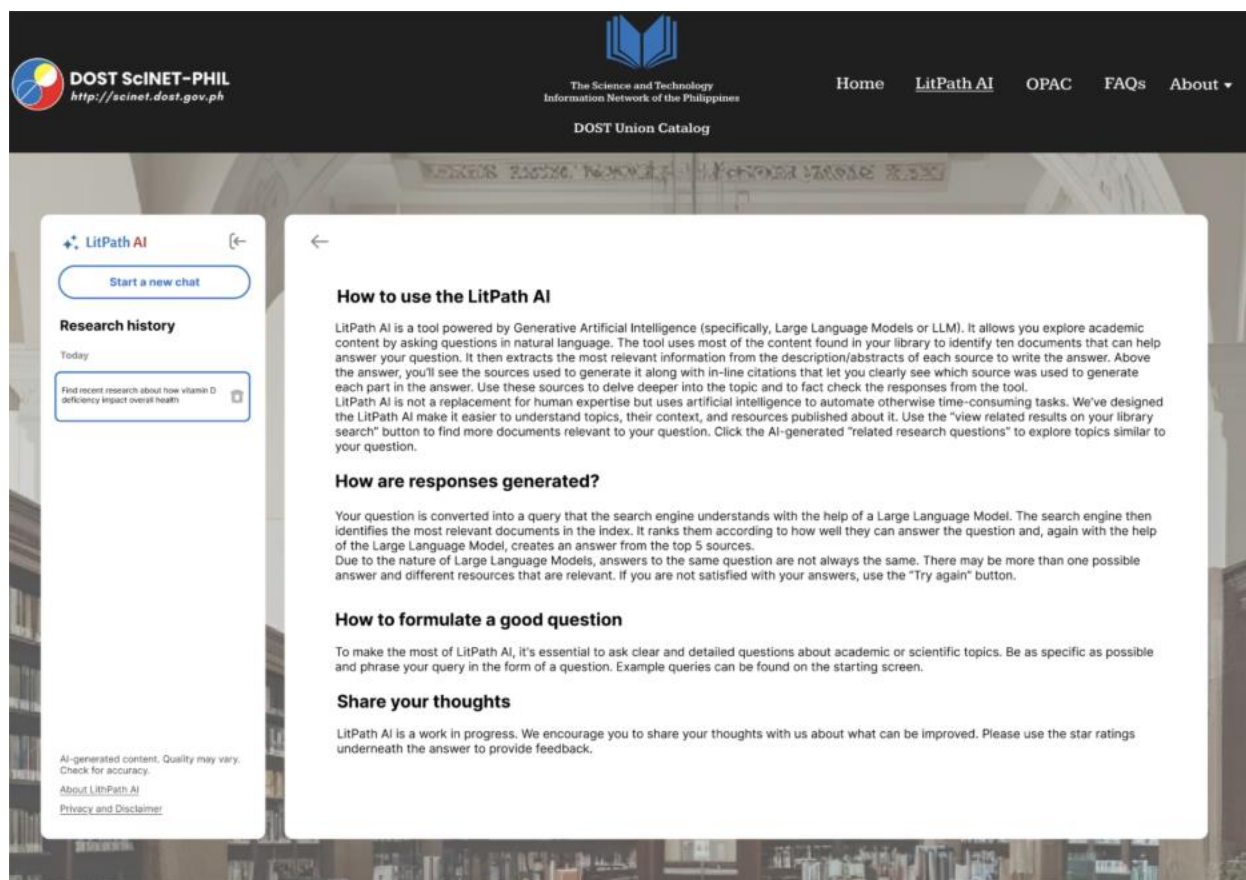 DOST SciNET-PHIL
http://scinet.dost.gov.ph
The Science and Technology
Information Network of the Philippines
DOST Union Catalog
Home LitPath AI OPAC FAQs About
LitPath AI
Start a new chat
Research history
Today
Find recent research about how vitamin D
deficiency impact overall health
AI-generated content. Quality may vary.
Check for accuracy.
About LithPath AI
Privacy and Disclaimer
How to use the LitPath AI
LitPath AI is a tool powered by Generative Artificial Intelligence (specifically, Large Language Models or LLM). It allows you explore academic
content by asking questions in natural language. The tool uses most of the content found in your library to identify ten documents that can help
answer your question. It then extracts the most relevant information from the description/abstracts of each source to write the answer. Above
the answer, you'll see the sources used to generate it along with in-line citations that let you clearly see which source was used to generate
each part in the answer. Use these sources to delve deeper into the topic and to fact check the responses from the tool.
LitPath AI is not a replacement for human expertise but uses artificial intelligence to automate otherwise time-consuming tasks. We've designed
the LitPath AI make it easier to understand topics, their context, and resources published about it. Use the "view related results on your library
search" button to find more documents relevant to your question. Click the AI-generated "related research questions" to explore topics similar to
your question.
How are responses generated?
Your question is converted into a query that the search engine understands with the help of a Large Language Model. The search engine then
identifies the most relevant documents in the index. It ranks them according to how well they can answer the question and, again with the help
of the Large Language Model, creates an answer from the top 5 sources.
Due to the nature of Large Language Models, answers to the same question are not always the same. There may be more than one possible
answer and different resources that are relevant. If you are not satisfied with your answers, use the "Try again" button.
How to formulate a good question
To make the most of LitPath AI, it's essential to ask clear and detailed questions about academic or scientific topics. Be as specific as possible
and phrase your query in the form of a question. Example queries can be found on the starting screen.
Share your thoughts
LitPath AI is a work in progress. We encourage you to share your thoughts with us about what can be improved. Please use the star ratings
underneath the answer to provide feedback.